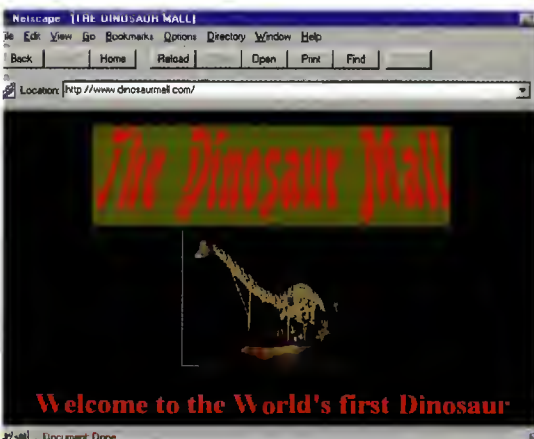 Netscape [THE DINOSAUR MALL]
ile Edit View Go Bookmarks Options Directory Window Help
Back Home Reload Open Print Find
Location: http://www.dinosaurmall.com/
The Dinosaur Mall
Welcome to the World's first Dinosaur
Document: Done